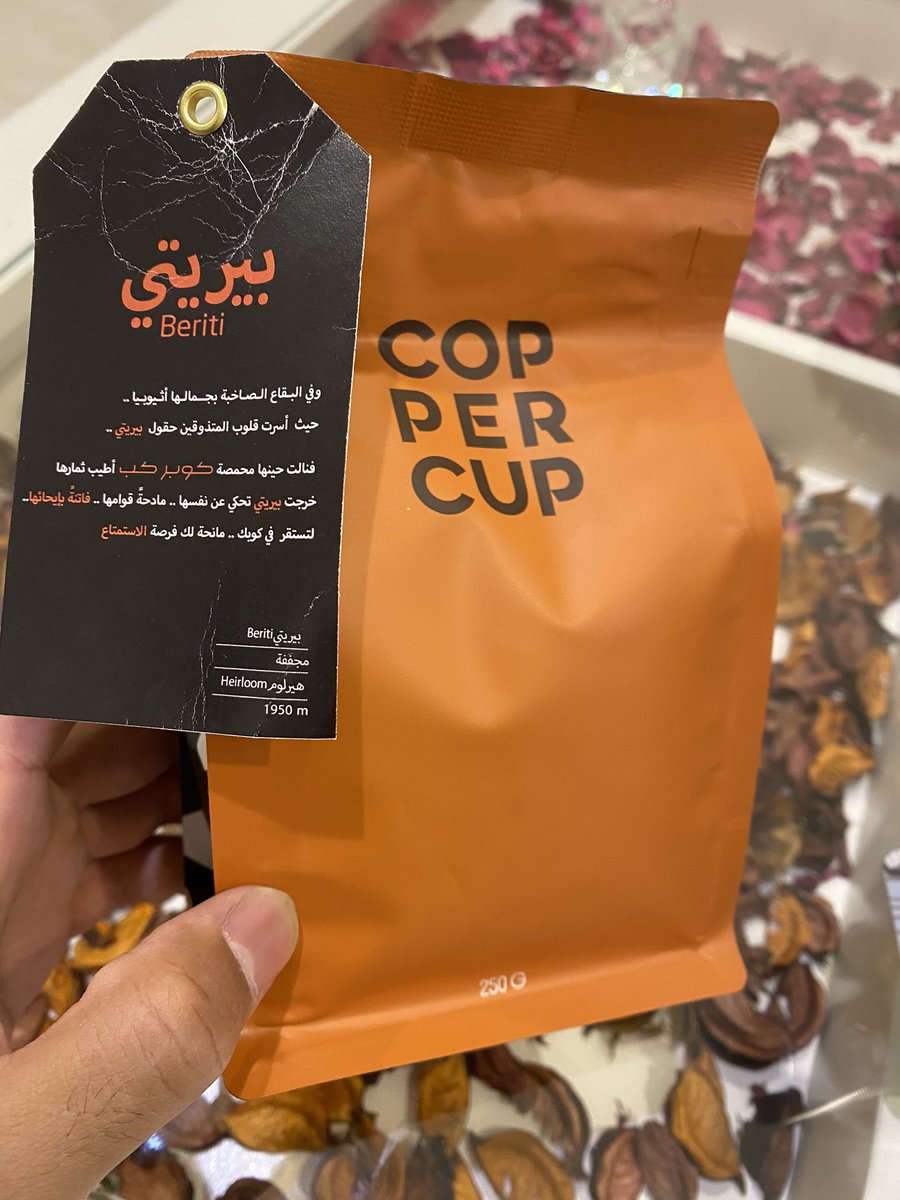 بيريتي
Beriti
وفي البقاع الصاخبة بجمالها أثيوبيا ..
حيث أسرت قلوب المتذوقين حقول بيريتي ..
فنالت حينها محمصة كوبر كب أطيب ثمارها
خرجت بيريتي تحكي عن نفسها .. مادحةً قوامها .. فاتنةً بإيحائها..
لتستقر في كوبك .. مانحة لك فرصة الاستمتاع
بيريتي Beriti
مجففة
هيرلوم Heirloom
1950 m
COP
PER
CUP
250 G